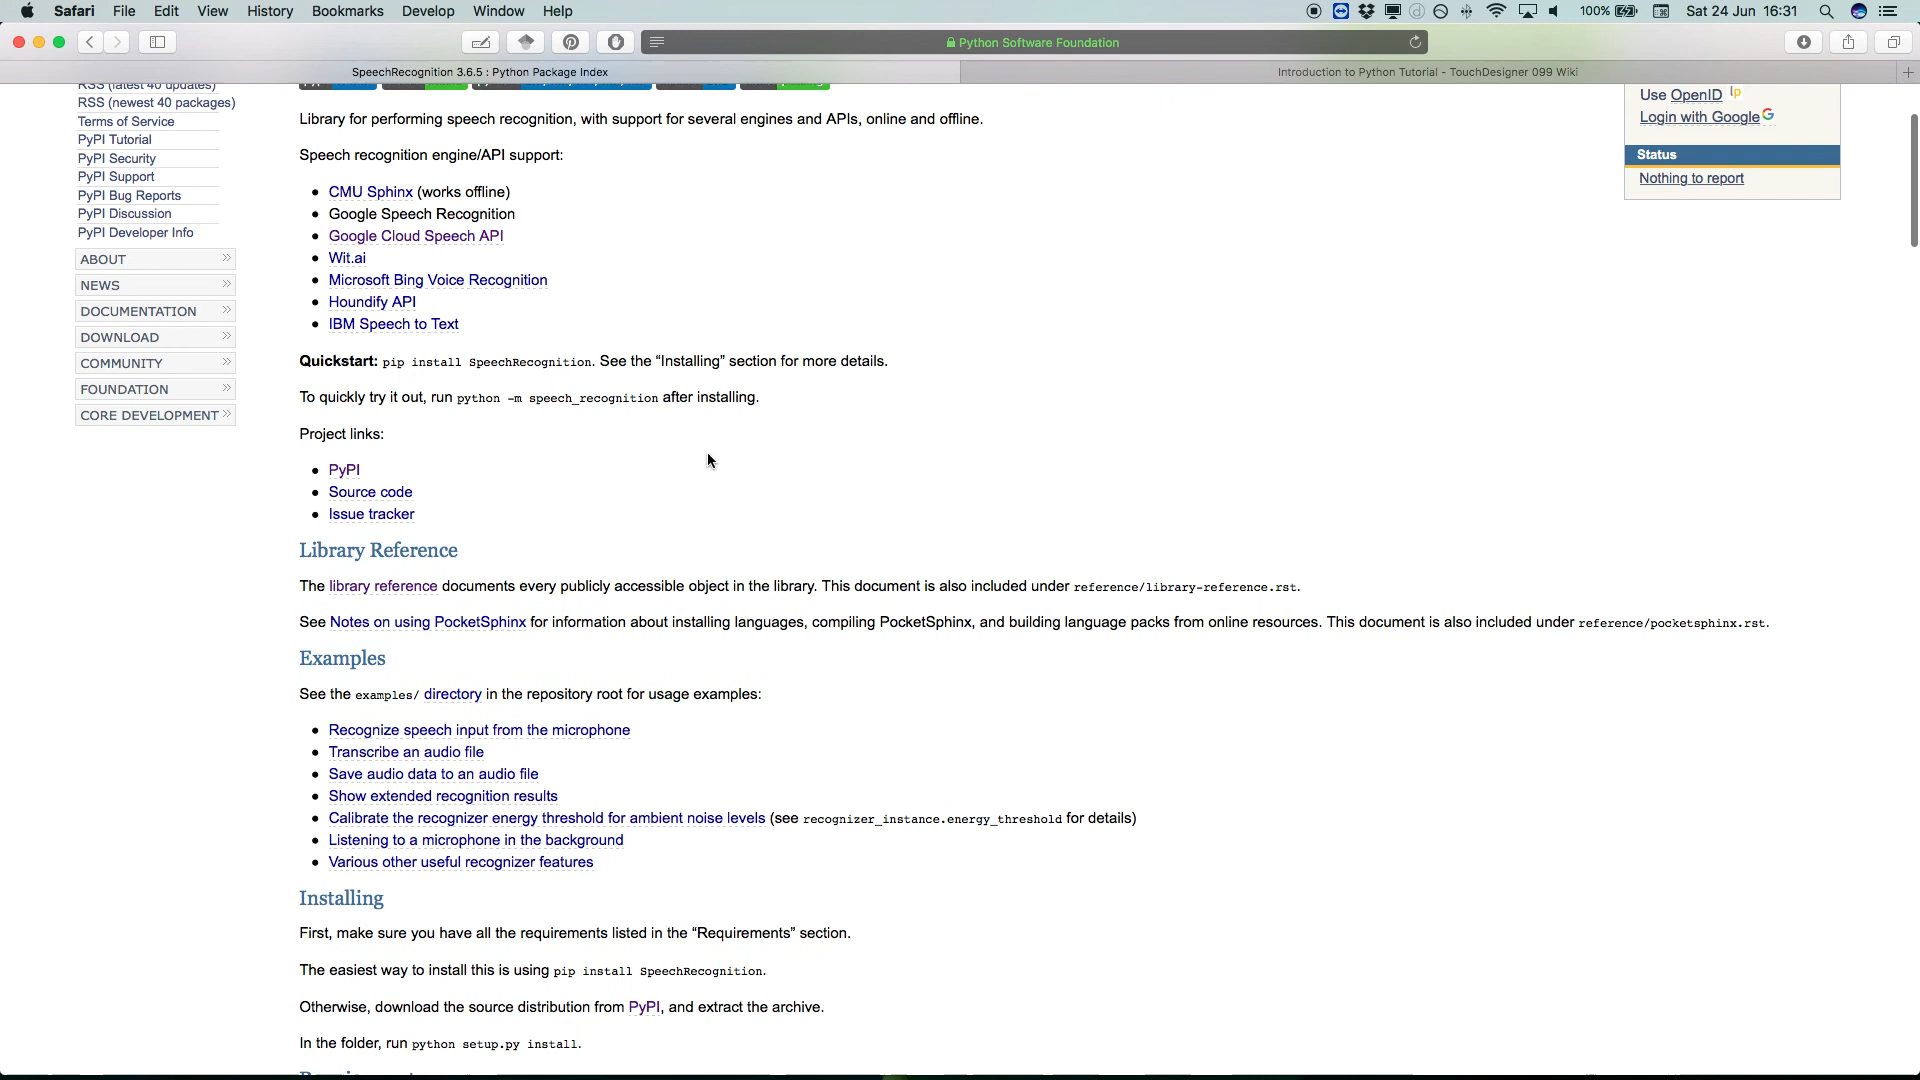 Safari File Edit View History Bookmarks Develop Window Help 100% Sat 24 Jun 16:31
Python Software Foundation
SpeechRecognition 3.6.5 : Python Package Index
Introduction to Python Tutorial - TouchDesigner 099 Wiki
RSS (latest 40 updates)
RSS (newest 40 packages)
Terms of Service
PyPI Tutorial
PyPI Security
PyPI Support
PyPI Bug Reports
PyPI Discussion
PyPI Developer Info
ABOUT
NEWS
DOCUMENTATION
DOWNLOAD
COMMUNITY
FOUNDATION
CORE DEVELOPMENT
Library for performing speech recognition, with support for several engines and APIs, online and offline.
Speech recognition engine/API support:
CMU Sphinx (works offline)
Google Speech Recognition
Google Cloud Speech API
Wit.ai
Microsoft Bing Voice Recognition
Houndify API
IBM Speech to Text
Quickstart: pip install SpeechRecognition. See the “Installing” section for more details.
To quickly try it out, run python -m speech_recognition after installing.
Project links:
PyPI
Source code
Issue tracker
Library Reference
The library reference documents every publicly accessible object in the library. This document is also included under reference/library-reference.rst.
See Notes on using PocketSphinx for information about installing languages, compiling PocketSphinx, and building language packs from online resources. This document is also included under reference/pocketsphinx.rst.
Examples
See the examples/ directory in the repository root for usage examples:
Recognize speech input from the microphone
Transcribe an audio file
Save audio data to an audio file
Show extended recognition results
Calibrate the recognizer energy threshold for ambient noise levels (see recognizer_instance.energy_threshold for details)
Listening to a microphone in the background
Various other useful recognizer features
Installing
First, make sure you have all the requirements listed in the “Requirements” section.
The easiest way to install this is using pip install SpeechRecognition.
Otherwise, download the source distribution from PyPI, and extract the archive.
In the folder, run python setup.py install.
Use OpenID lp
Login with Google G
Status
Nothing to report